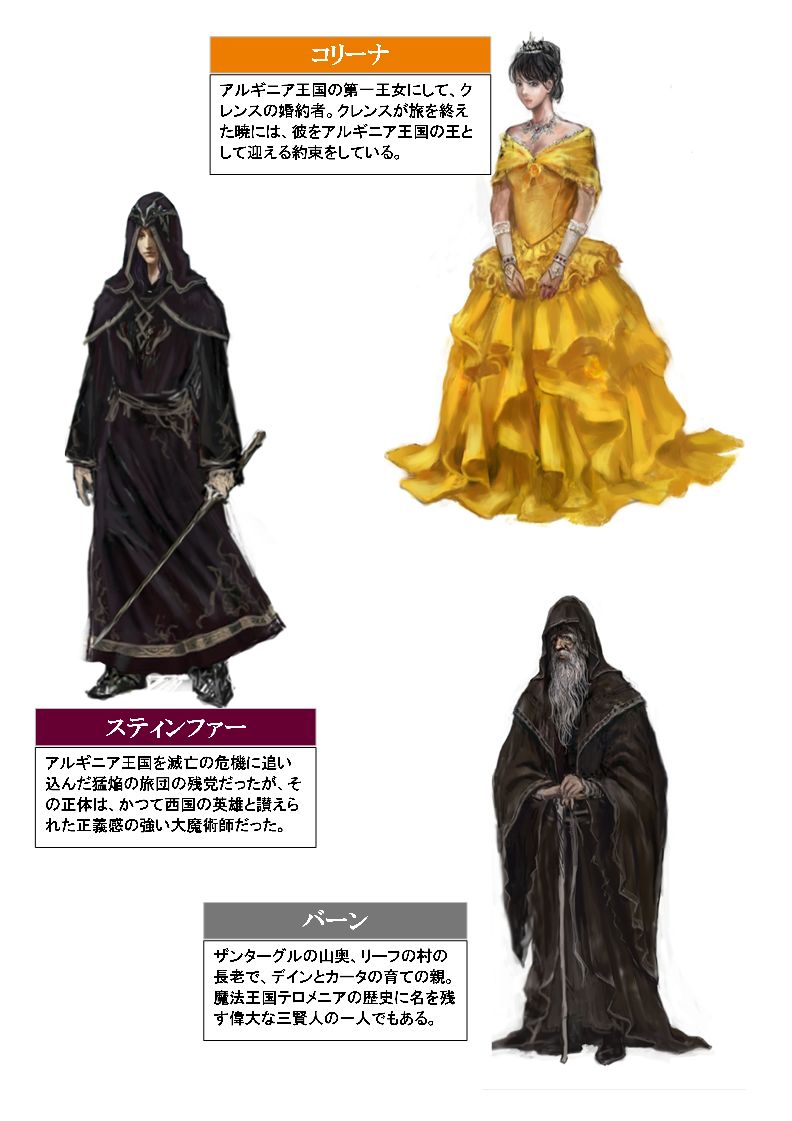 コリーナ
アルギニア王国の第一王女にして、ク
レンスの婚約者。クレンスが旅を終え
た暁には、彼をアルギニア王国の王と
して迎える約束をしている。
スティンファー
アルギニア王国を滅亡の危機に追い
込んだ猛焔の旅団の残党だったが、そ
の正体は、かつて西国の英雄と讃えら
れた正義感の強い大魔術師だった。
バーン
ザンターグルの山奥、リーフの村の
長老で、デインとカータの育ての親。
魔法王国テロメニアの歴史に名を残
す偉大な三賢人の一人でもある。